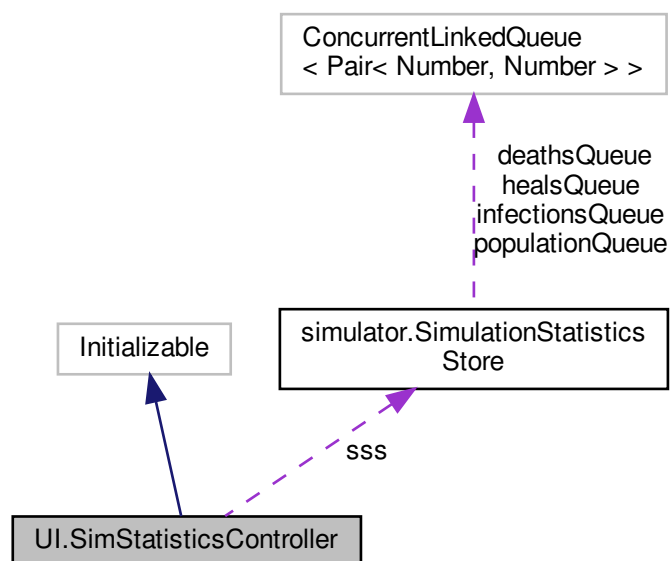 ConcurrentLinkedQueue
< Pair< Number, Number > >
deathsQueue
healsQueue
infectionsQueue
populationQueue
simulator.SimulationStatistics
Store
Initializable
sss
UI.SimStatisticsController